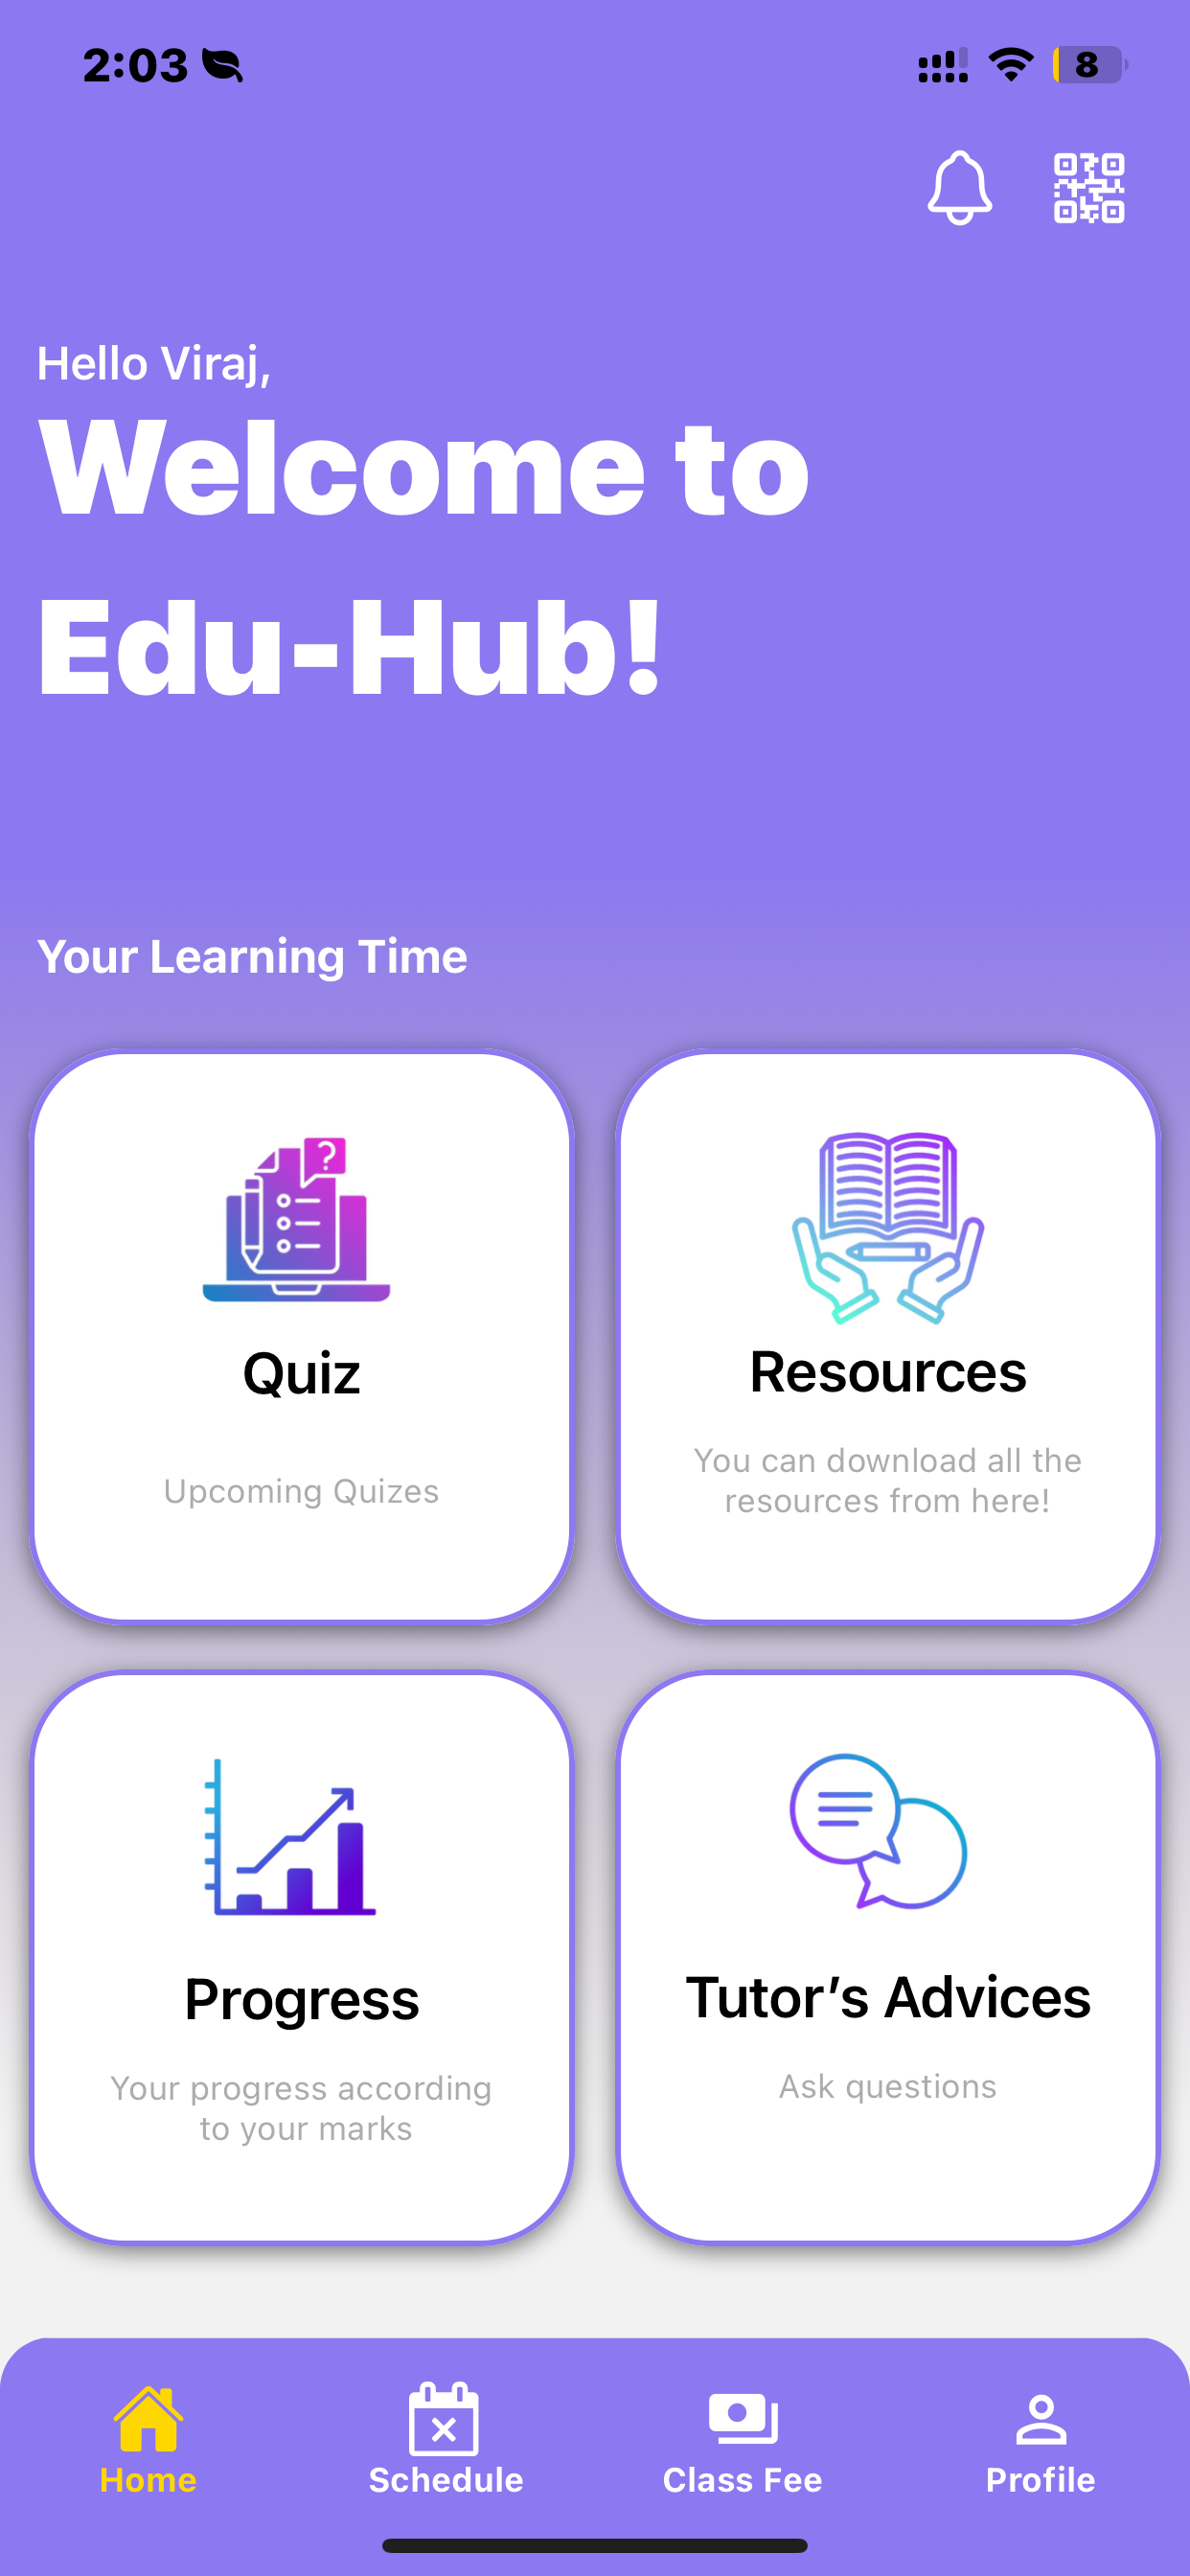 2:03
8
Hello Viraj,
Welcome to
Edu-Hub!
Your Learning Time
?
Quiz
Upcoming Quizes
Resources
You can download all the
resources from here!
Progress
Your progress according
to your marks
Tutor’s Advices
Ask questions
Home
Schedule
Class Fee
Profile